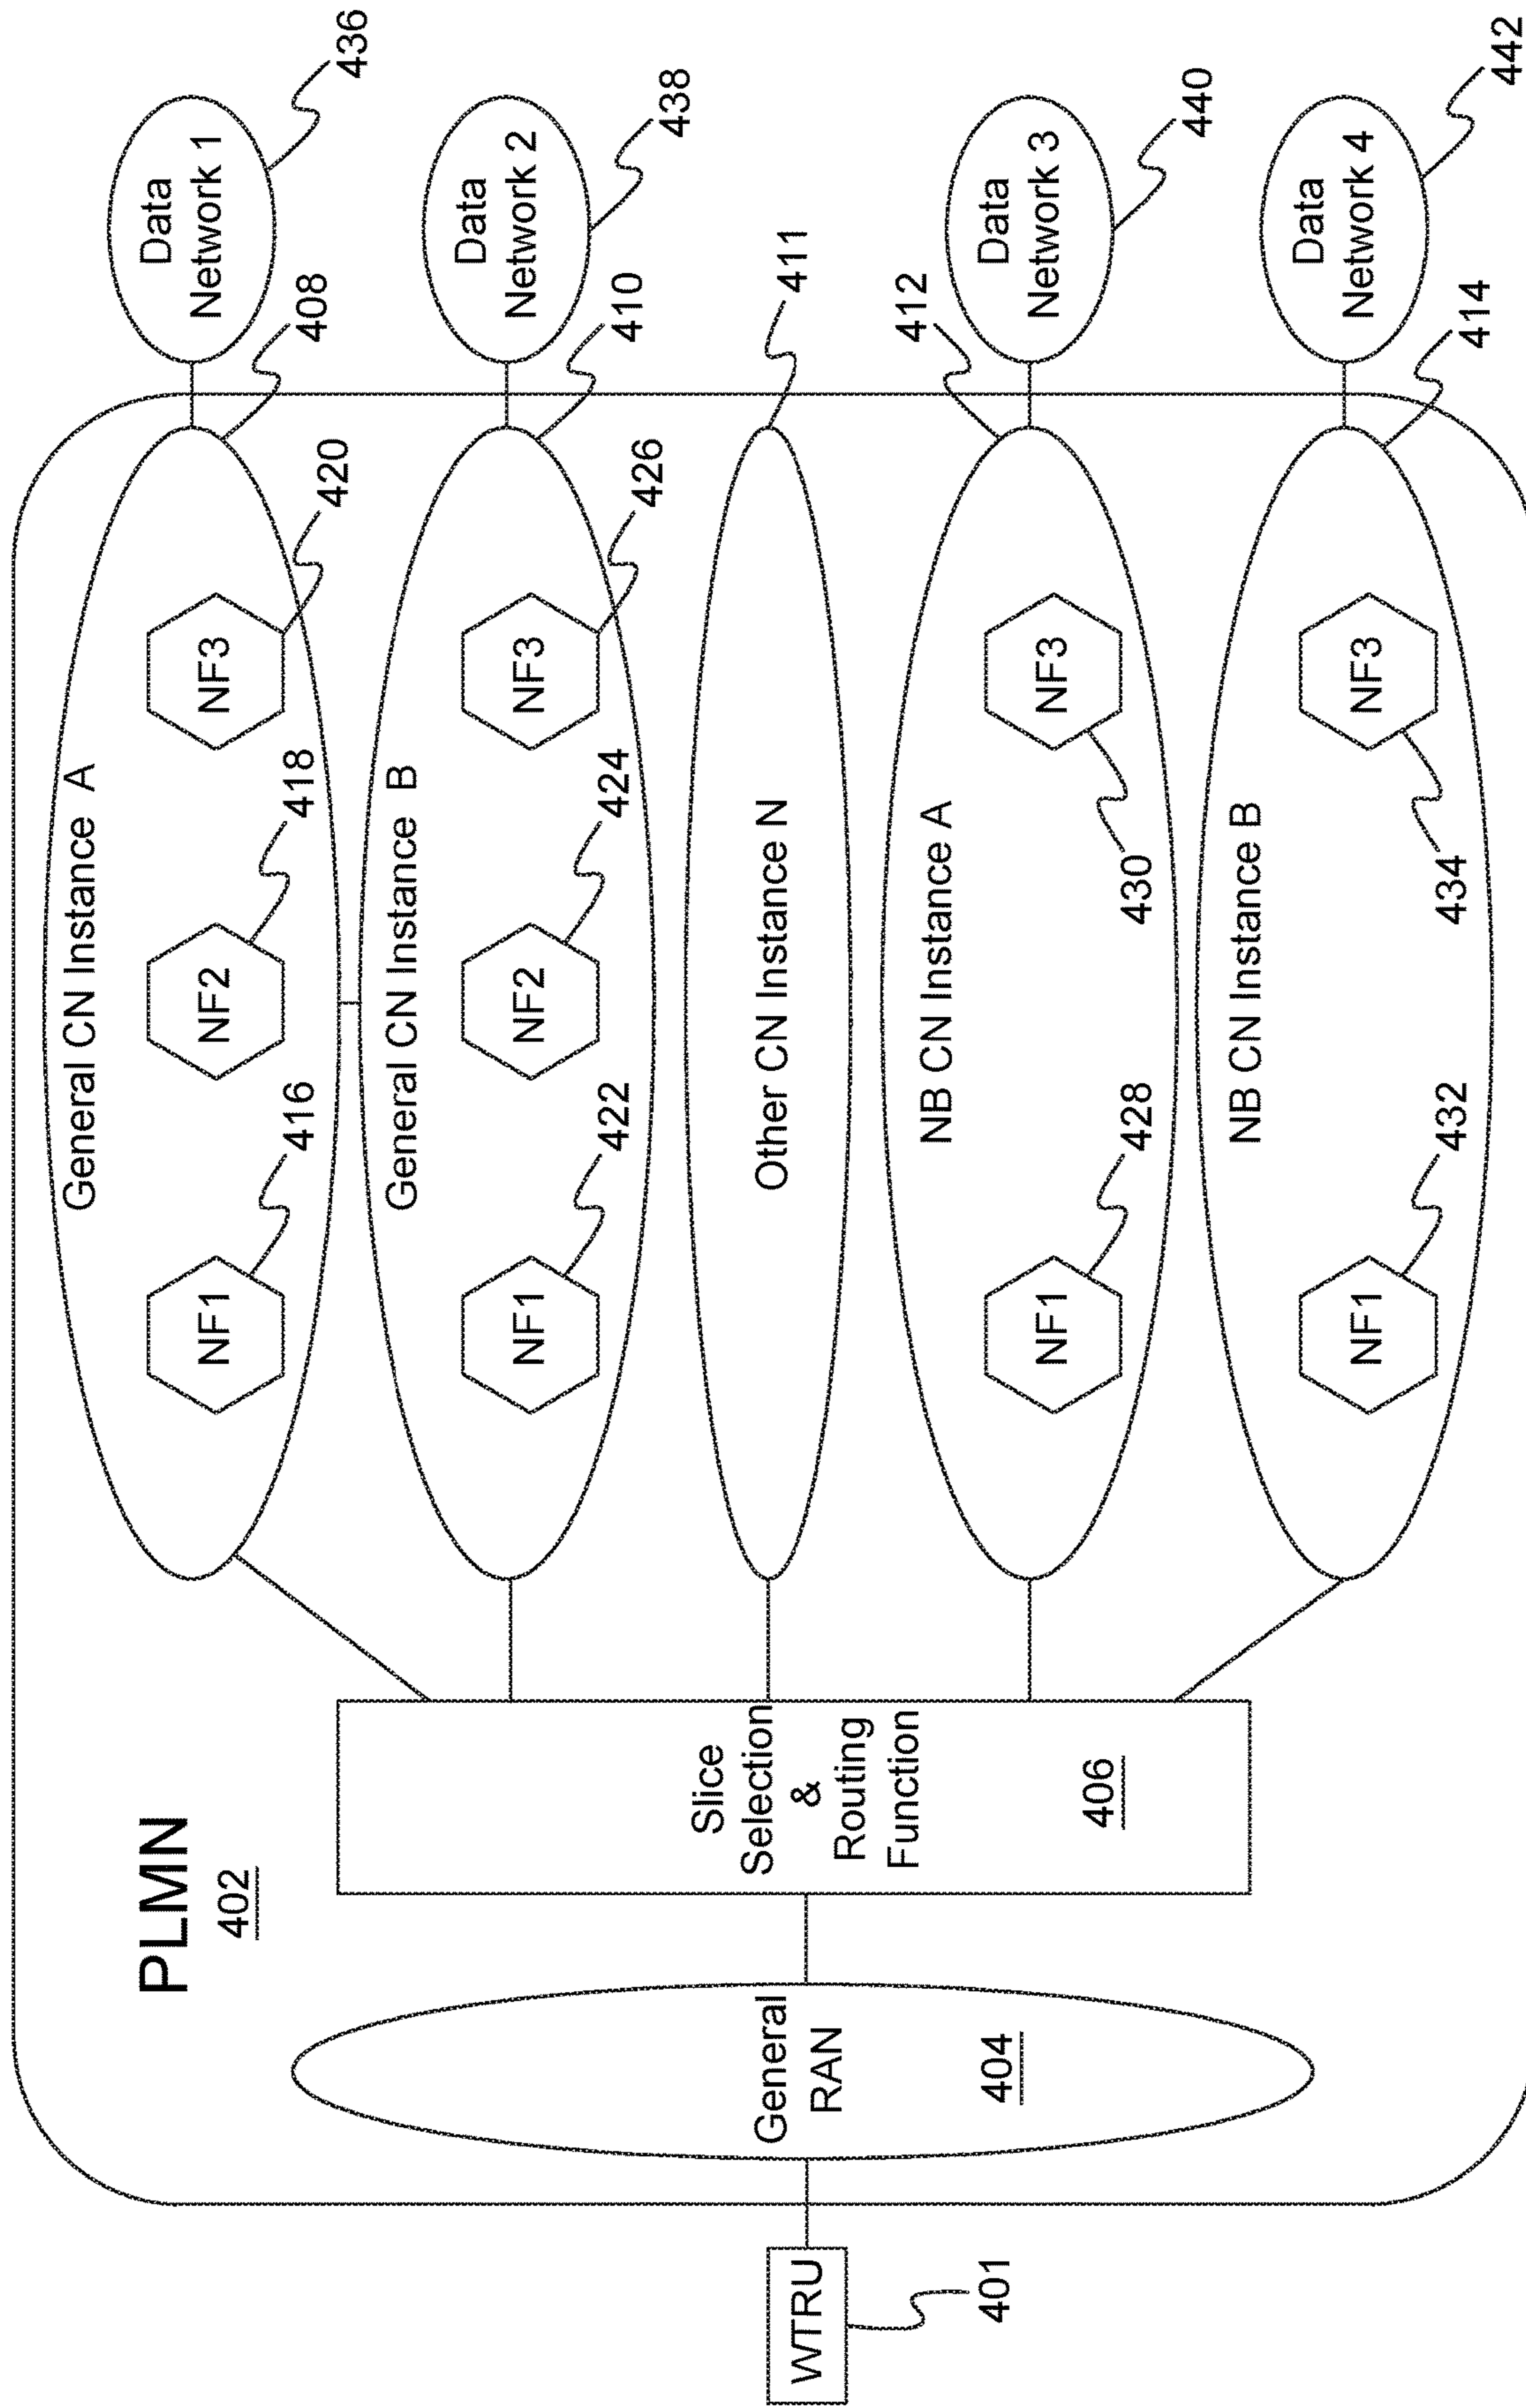 PLMN
402
WTRU
401
General
RAN
404
Slice
Selection
&
Routing
Function
406
General CN Instance A
408
NF1
416
NF2
418
NF3
420
Data
Network 1
436
General CN Instance B
410
NF1
422
NF2
424
NF3
426
Data
Network 2
438
Other CN Instance N
411
NB CN Instance A
412
NF1
428
NF3
430
Data
Network 3
440
NB CN Instance B
414
NF1
432
NF3
434
Data
Network 4
442